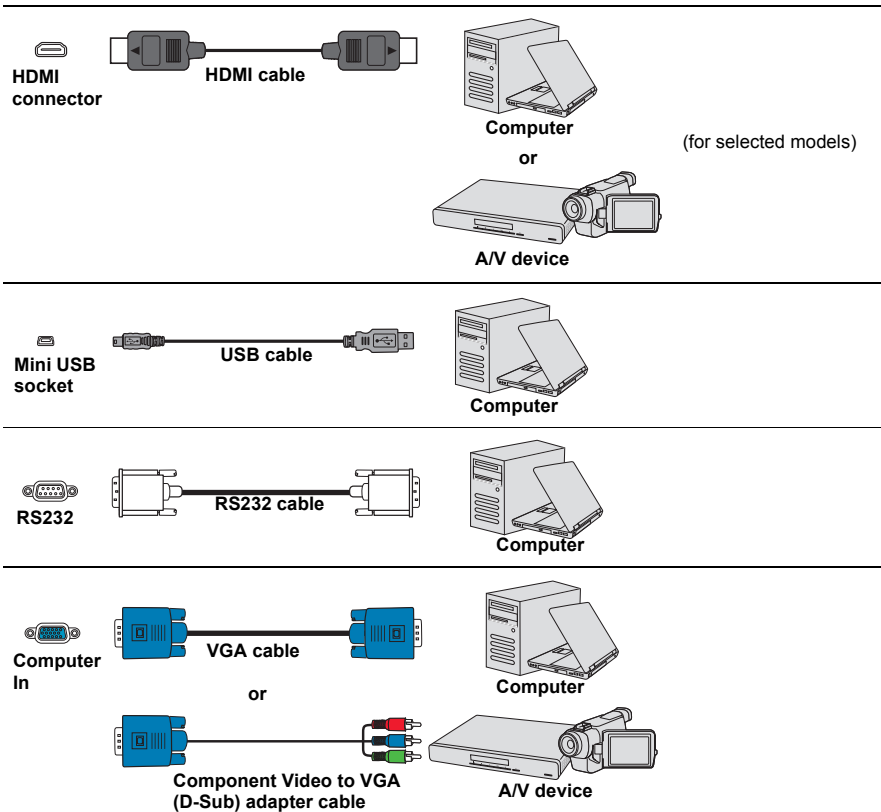 HDMI
connector
HDMI cable
Computer
or
A/V device
(for selected models)
Mini USB
socket
USB cable
Computer
RS232
RS232 cable
Computer
Computer
In
VGA cable
or
Component Video to VGA
(D-Sub) adapter cable
Computer
A/V device